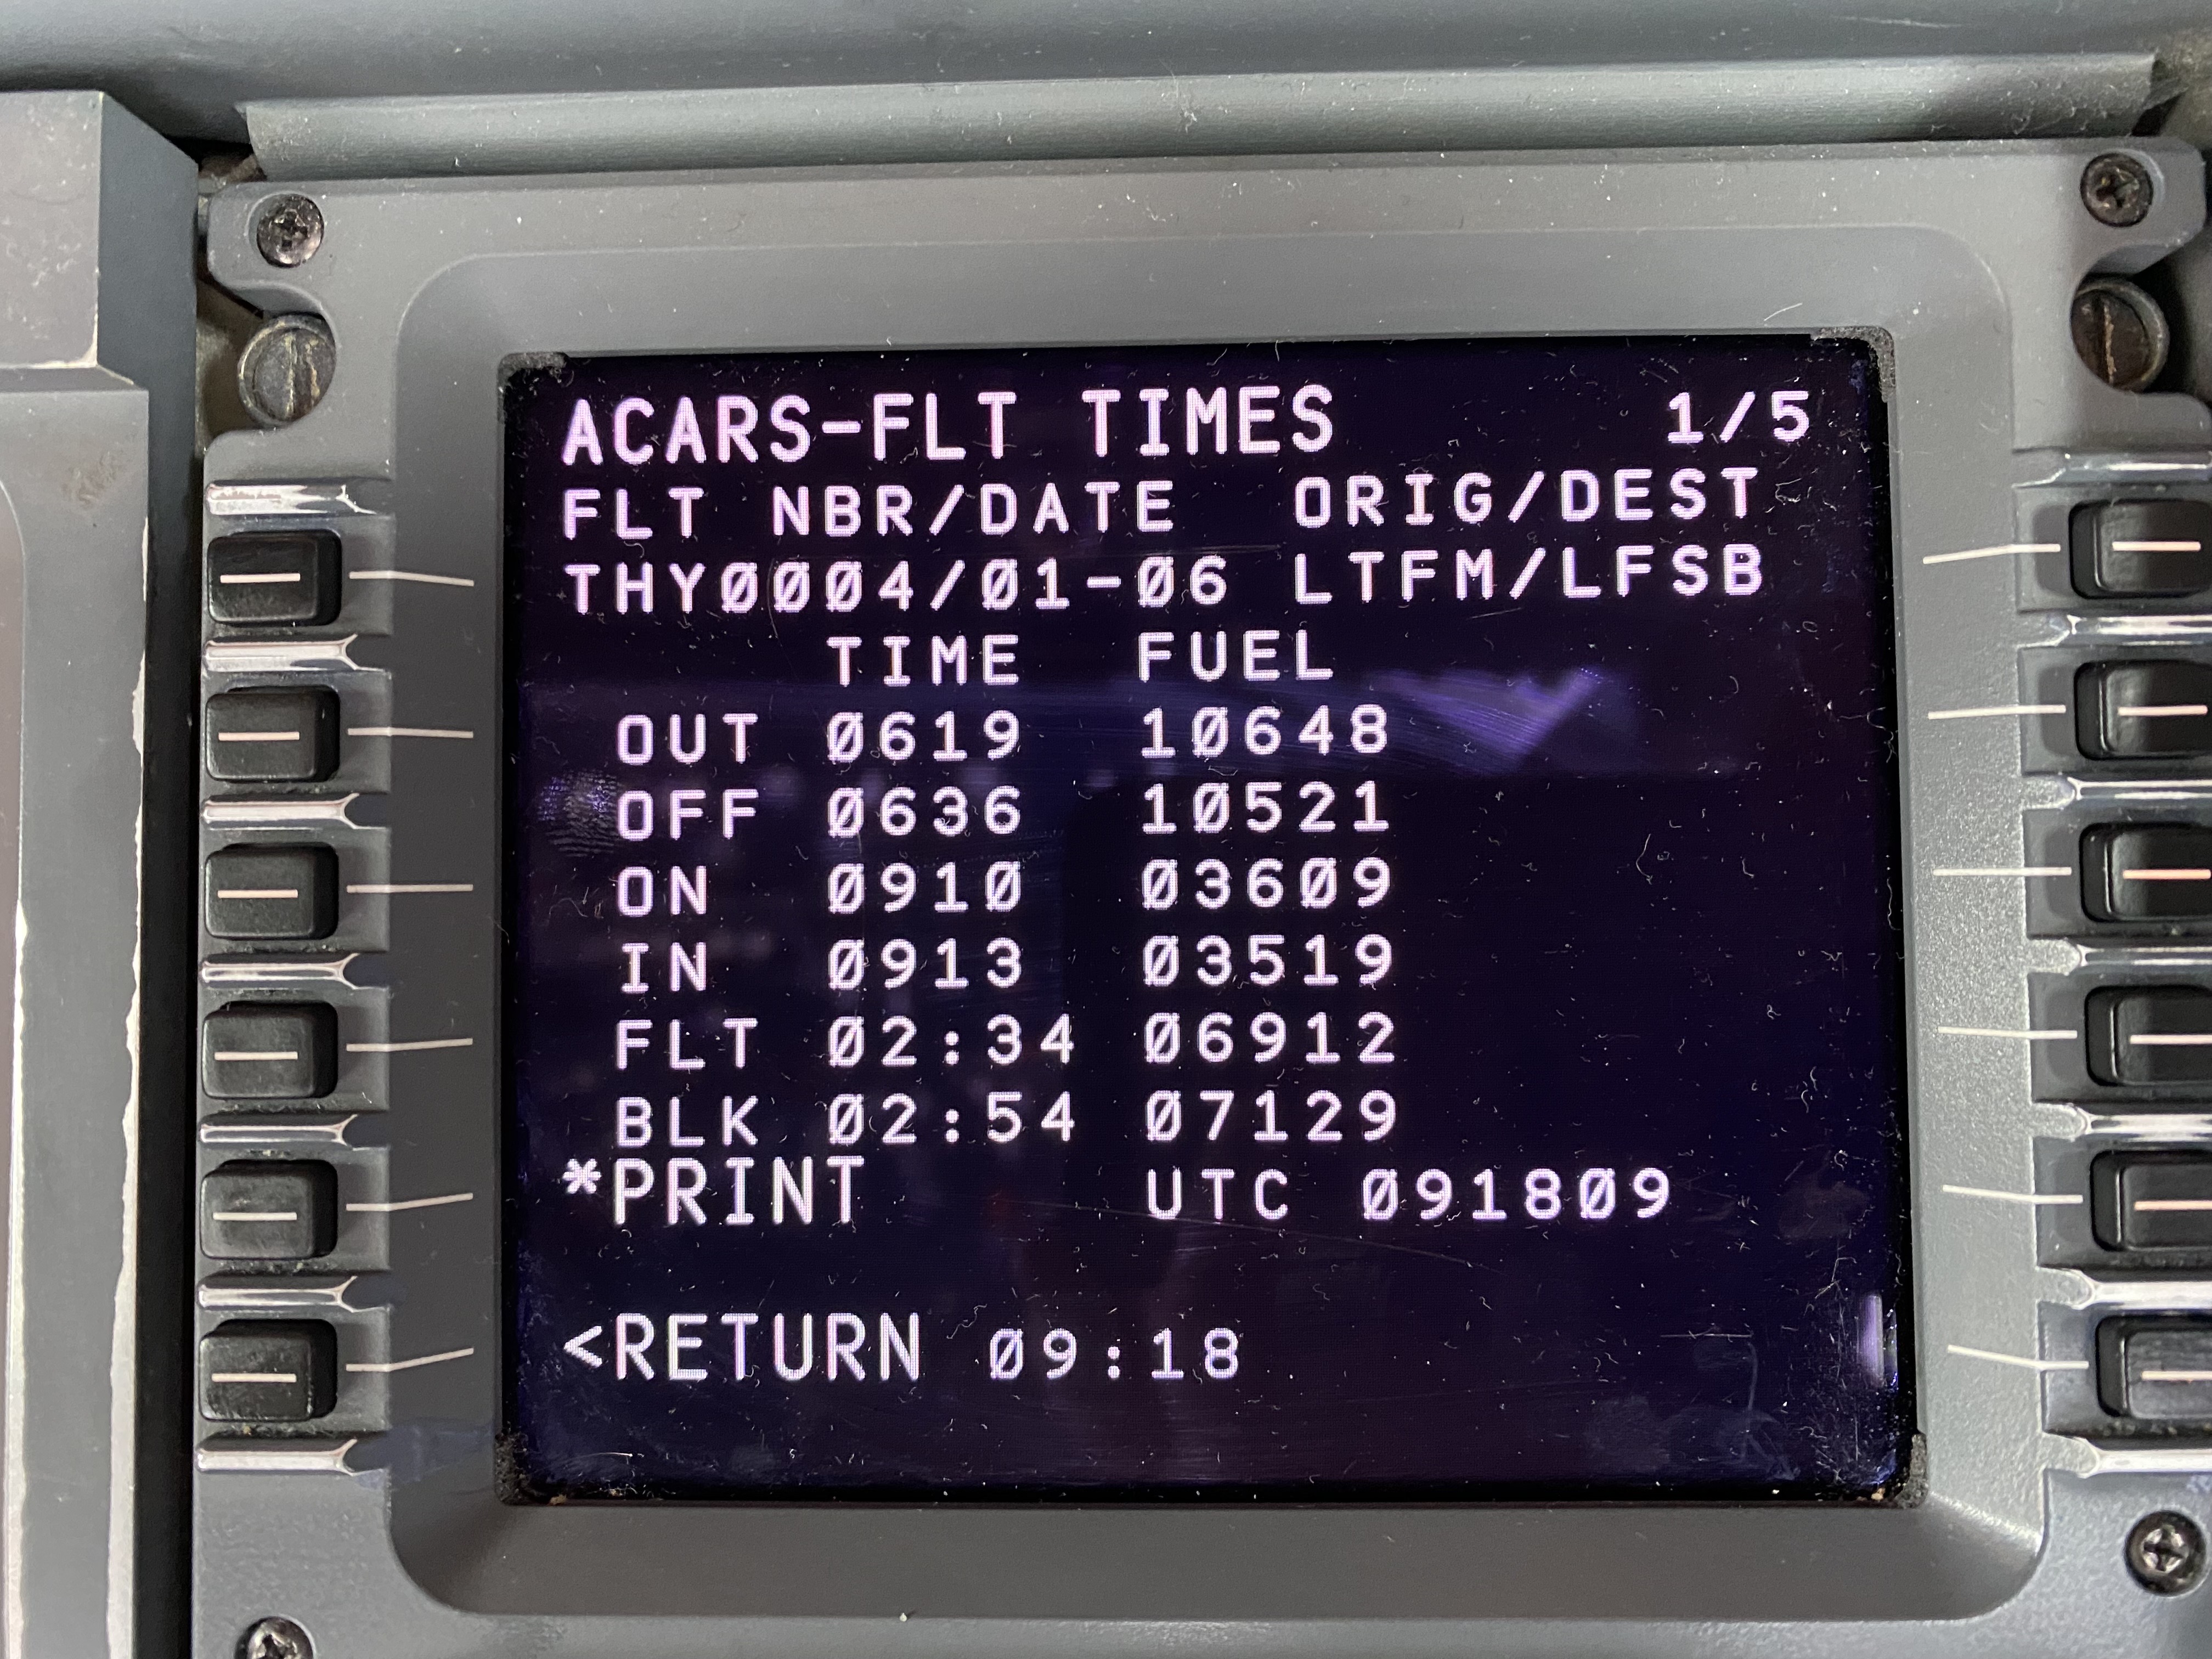 ACARS-FLT TIMES 1/5
FLT NBR/DATE ORIG/DEST
THY0004/01-06 LTFM/LFSB
TIME FUEL
OUT 0619 10648
OFF 0636 10521
ON 0910 03609
IN 0913 03519
FLT 02:34 06912
BLK 02:54 07129
*PRINT UTC 091809
<RETURN 09:18